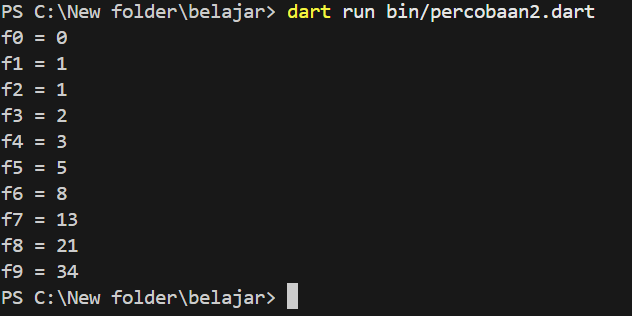 PS C:\New folder\belajar> dart run bin/percobaan2.dart
f0 = 0
f1 = 1
f2 = 1
f3 = 2
f4 = 3
f5 = 5
f6 = 8
f7 = 13
f8 = 21
f9 = 34
PS C:\New folder\belajar>